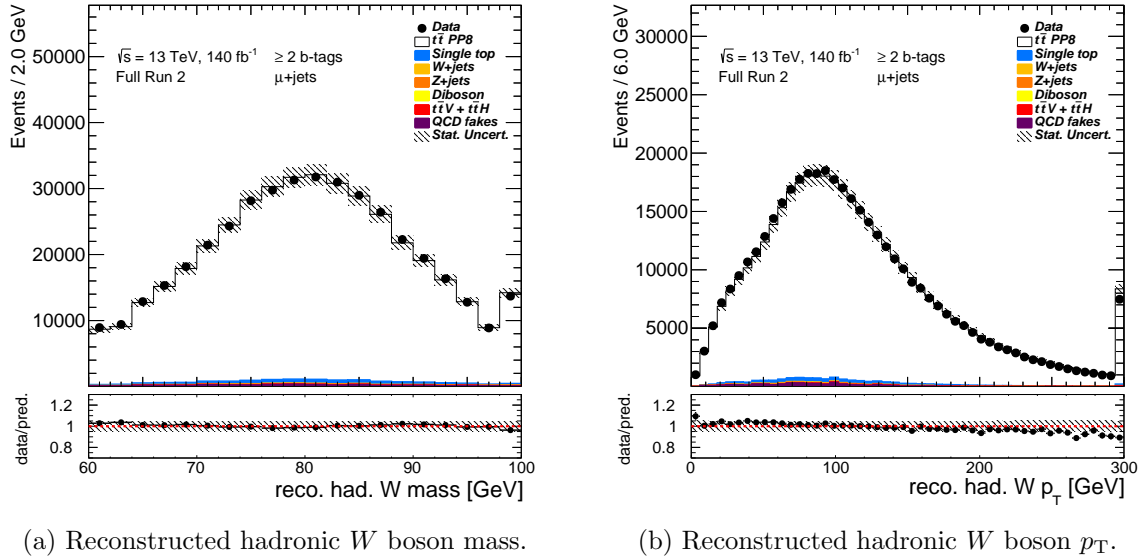 Events / 2.0 GeV
50000
40000
30000
20000
10000
√s = 13 TeV, 140 fb⁻¹ ≥ 2 b-tags
Full Run 2 μ+jets
Data
tt̄ PP8
Single top
W+jets
Z+jets
Diboson
tt̄V + tt̄H
QCD fakes
Stat. Uncert.
data/pred.
1.2
1
0.8
60 70 80 90 100
reco. had. W mass [GeV]
(a) Reconstructed hadronic W boson mass.
Events / 6.0 GeV
30000
25000
20000
15000
10000
5000
√s = 13 TeV, 140 fb⁻¹ ≥ 2 b-tags
Full Run 2 μ+jets
Data
tt̄ PP8
Single top
W+jets
Z+jets
Diboson
tt̄V + tt̄H
QCD fakes
Stat. Uncert.
data/pred.
1.2
1
0.8
0 100 200 300
reco. had. W p_T [GeV]
(b) Reconstructed hadronic W boson p_T.